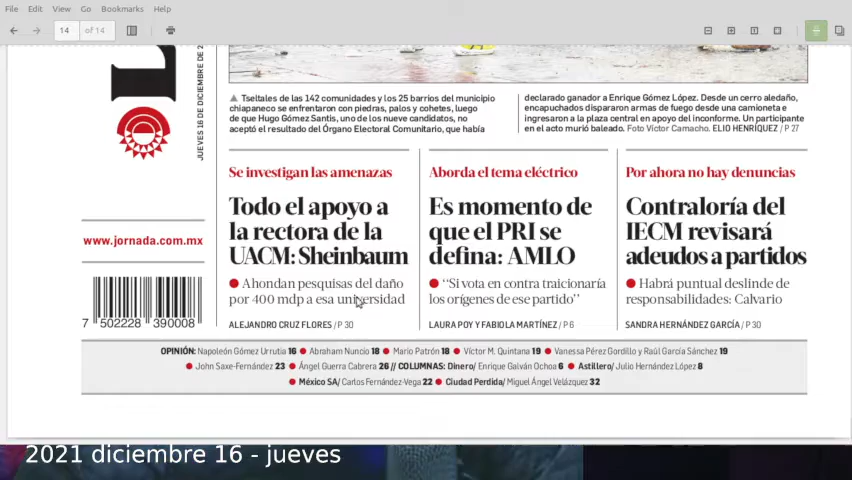 File Edit View Go Bookmarks Help
14 of 14
JUEVES 16 DE DICIEMBRE DE 2
▲ Tseltales de las 142 comunidades y los 25 barrios del municipio
chiapaneco se enfrentaron con piedras, palos y cohetes, luego
de que Hugo Gómez Santis, uno de los nueve candidatos, no
aceptó el resultado del Órgano Electoral Comunitario, que había
declarado ganador a Enrique Gómez López. Desde un cerro aledaño,
encapuchados dispararon armas de fuego desde una camioneta e
ingresaron a la plaza central en apoyo del inconforme. Un participante
en el acto murió baleado. Foto Víctor Camacho. ELIO HENRÍQUEZ / P 27
www.jornada.com.mx
7 502228 390008
Se investigan las amenazas
Todo el apoyo a
la rectora de la
UACM: Sheinbaum
● Ahondan pesquisas del daño
por 400 mdp a esa universidad
ALEJANDRO CRUZ FLORES / P 30
Aborda el tema eléctrico
Es momento de
que el PRI se
defina: AMLO
● “Si vota en contra traicionaría
los orígenes de ese partido”
LAURA POY Y FABIOLA MARTÍNEZ / P 6
Por ahora no hay denuncias
Contraloría del
IECM revisará
adeudos a partidos
● Habrá puntual deslinde de
responsabilidades: Calvario
SANDRA HERNÁNDEZ GARCÍA / P 30
OPINIÓN: Napoleón Gómez Urrutia 16 ● Abraham Nuncio 18 ● Mario Patrón 18 ● Víctor M. Quintana 19 ● Vanessa Pérez Gordillo y Raúl García Sánchez 19
● John Saxe-Fernández 23 ● Ángel Guerra Cabrera 26 // COLUMNAS: Dinero/ Enrique Galván Ochoa 6 ● Astillero/ Julio Hernández López 8
● México SA/ Carlos Fernández-Vega 22 ● Ciudad Perdida/ Miguel Ángel Velázquez 32
2021 diciembre 16 - jueves